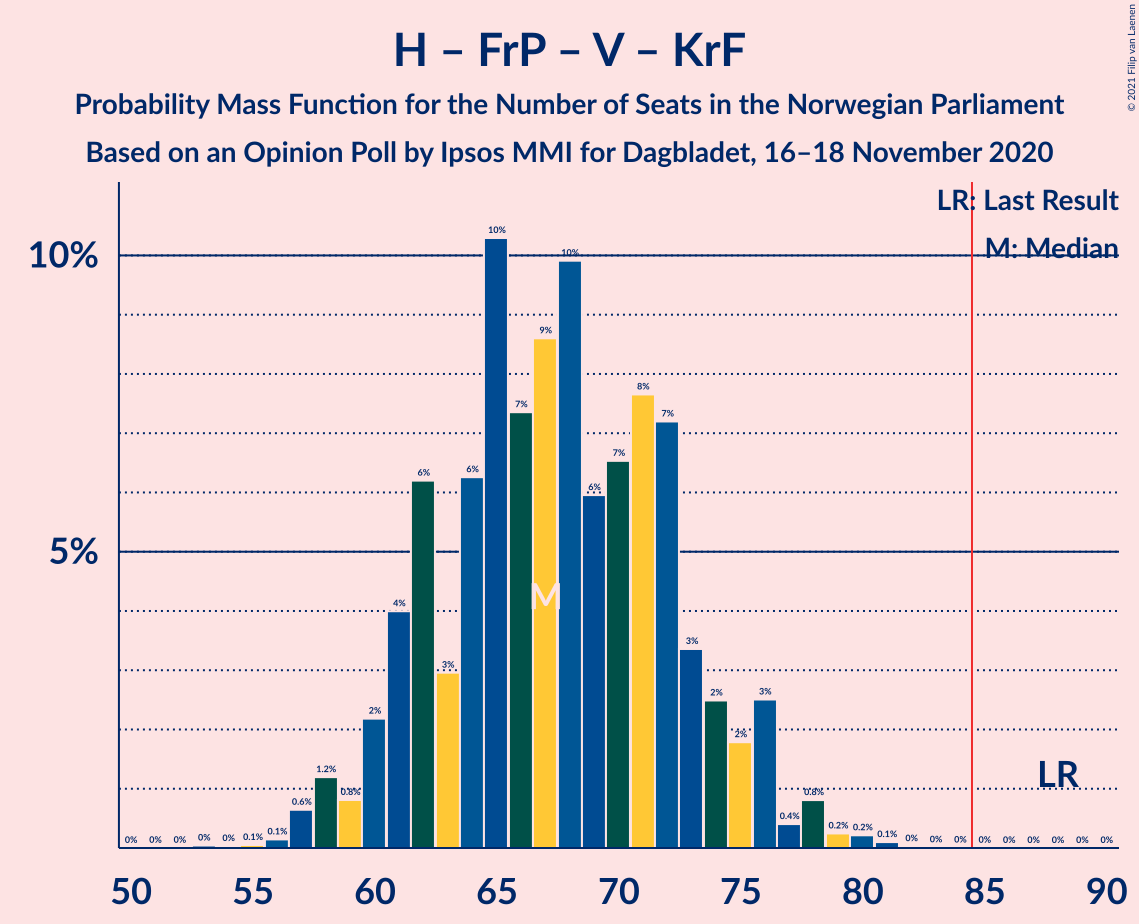 H – FrP – V – KrF
Probability Mass Function for the Number of Seats in the Norwegian Parliament
Based on an Opinion Poll by Ipsos MMI for Dagbladet, 16–18 November 2020
© 2021 Filip van Laenen
LR: Last Result
M: Median
10%
5%
0% 0% 0% 0% 0% 0.1% 0.1% 0.6% 1.2% 0.8% 2% 4% 6% 3% 6% 10% 7% 9% 10% 6% 7% 8% 7% 3% 2% 2% 3% 0.4% 0.8% 0.2% 0.2% 0.1% 0% 0% 0% 0% 0% 0% 0% 0% 0%
M
LR
50 55 60 65 70 75 80 85 90